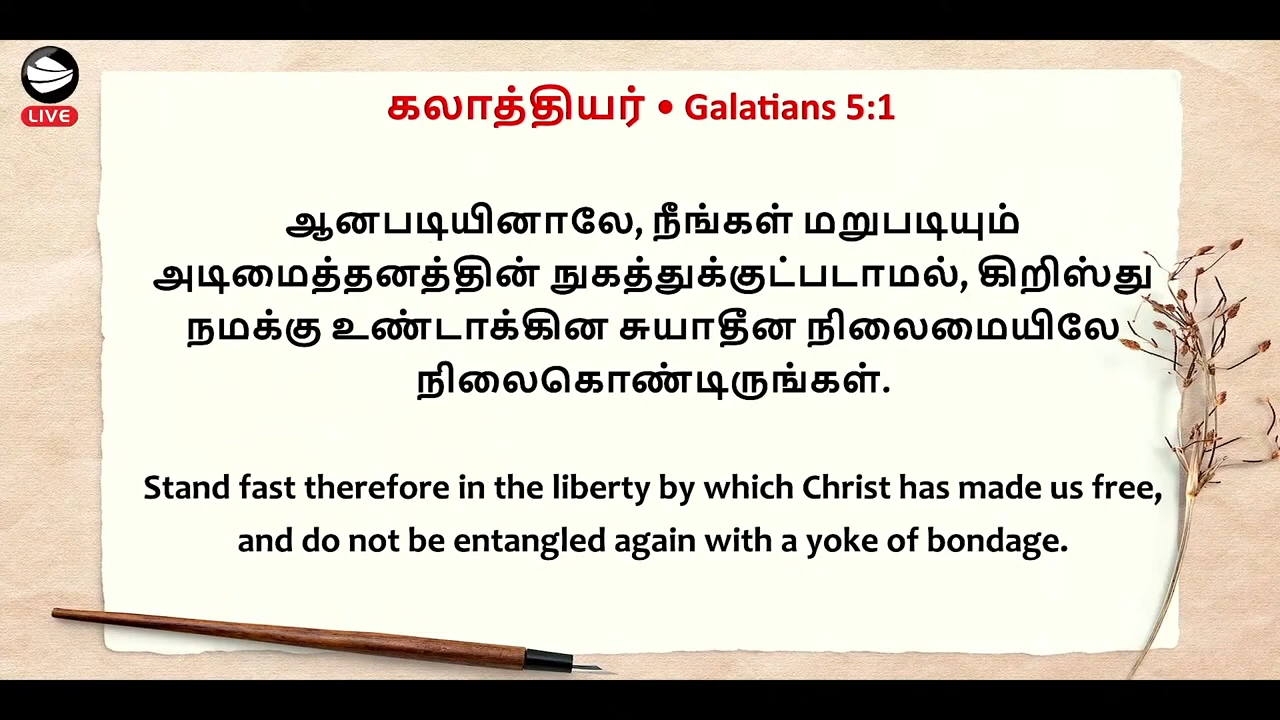 LIVE
கலாத்தியர் • Galatians 5:1
ஆனபடியினாலே, நீங்கள் மறுபடியும்
அடிமைத்தனத்தின் நுகத்துக்குட்படாமல், கிறிஸ்து
நமக்கு உண்டாக்கின சுயாதீன நிலைமையிலே
நிலைகொண்டிருங்கள்.
Stand fast therefore in the liberty by which Christ has made us free,
and do not be entangled again with a yoke of bondage.